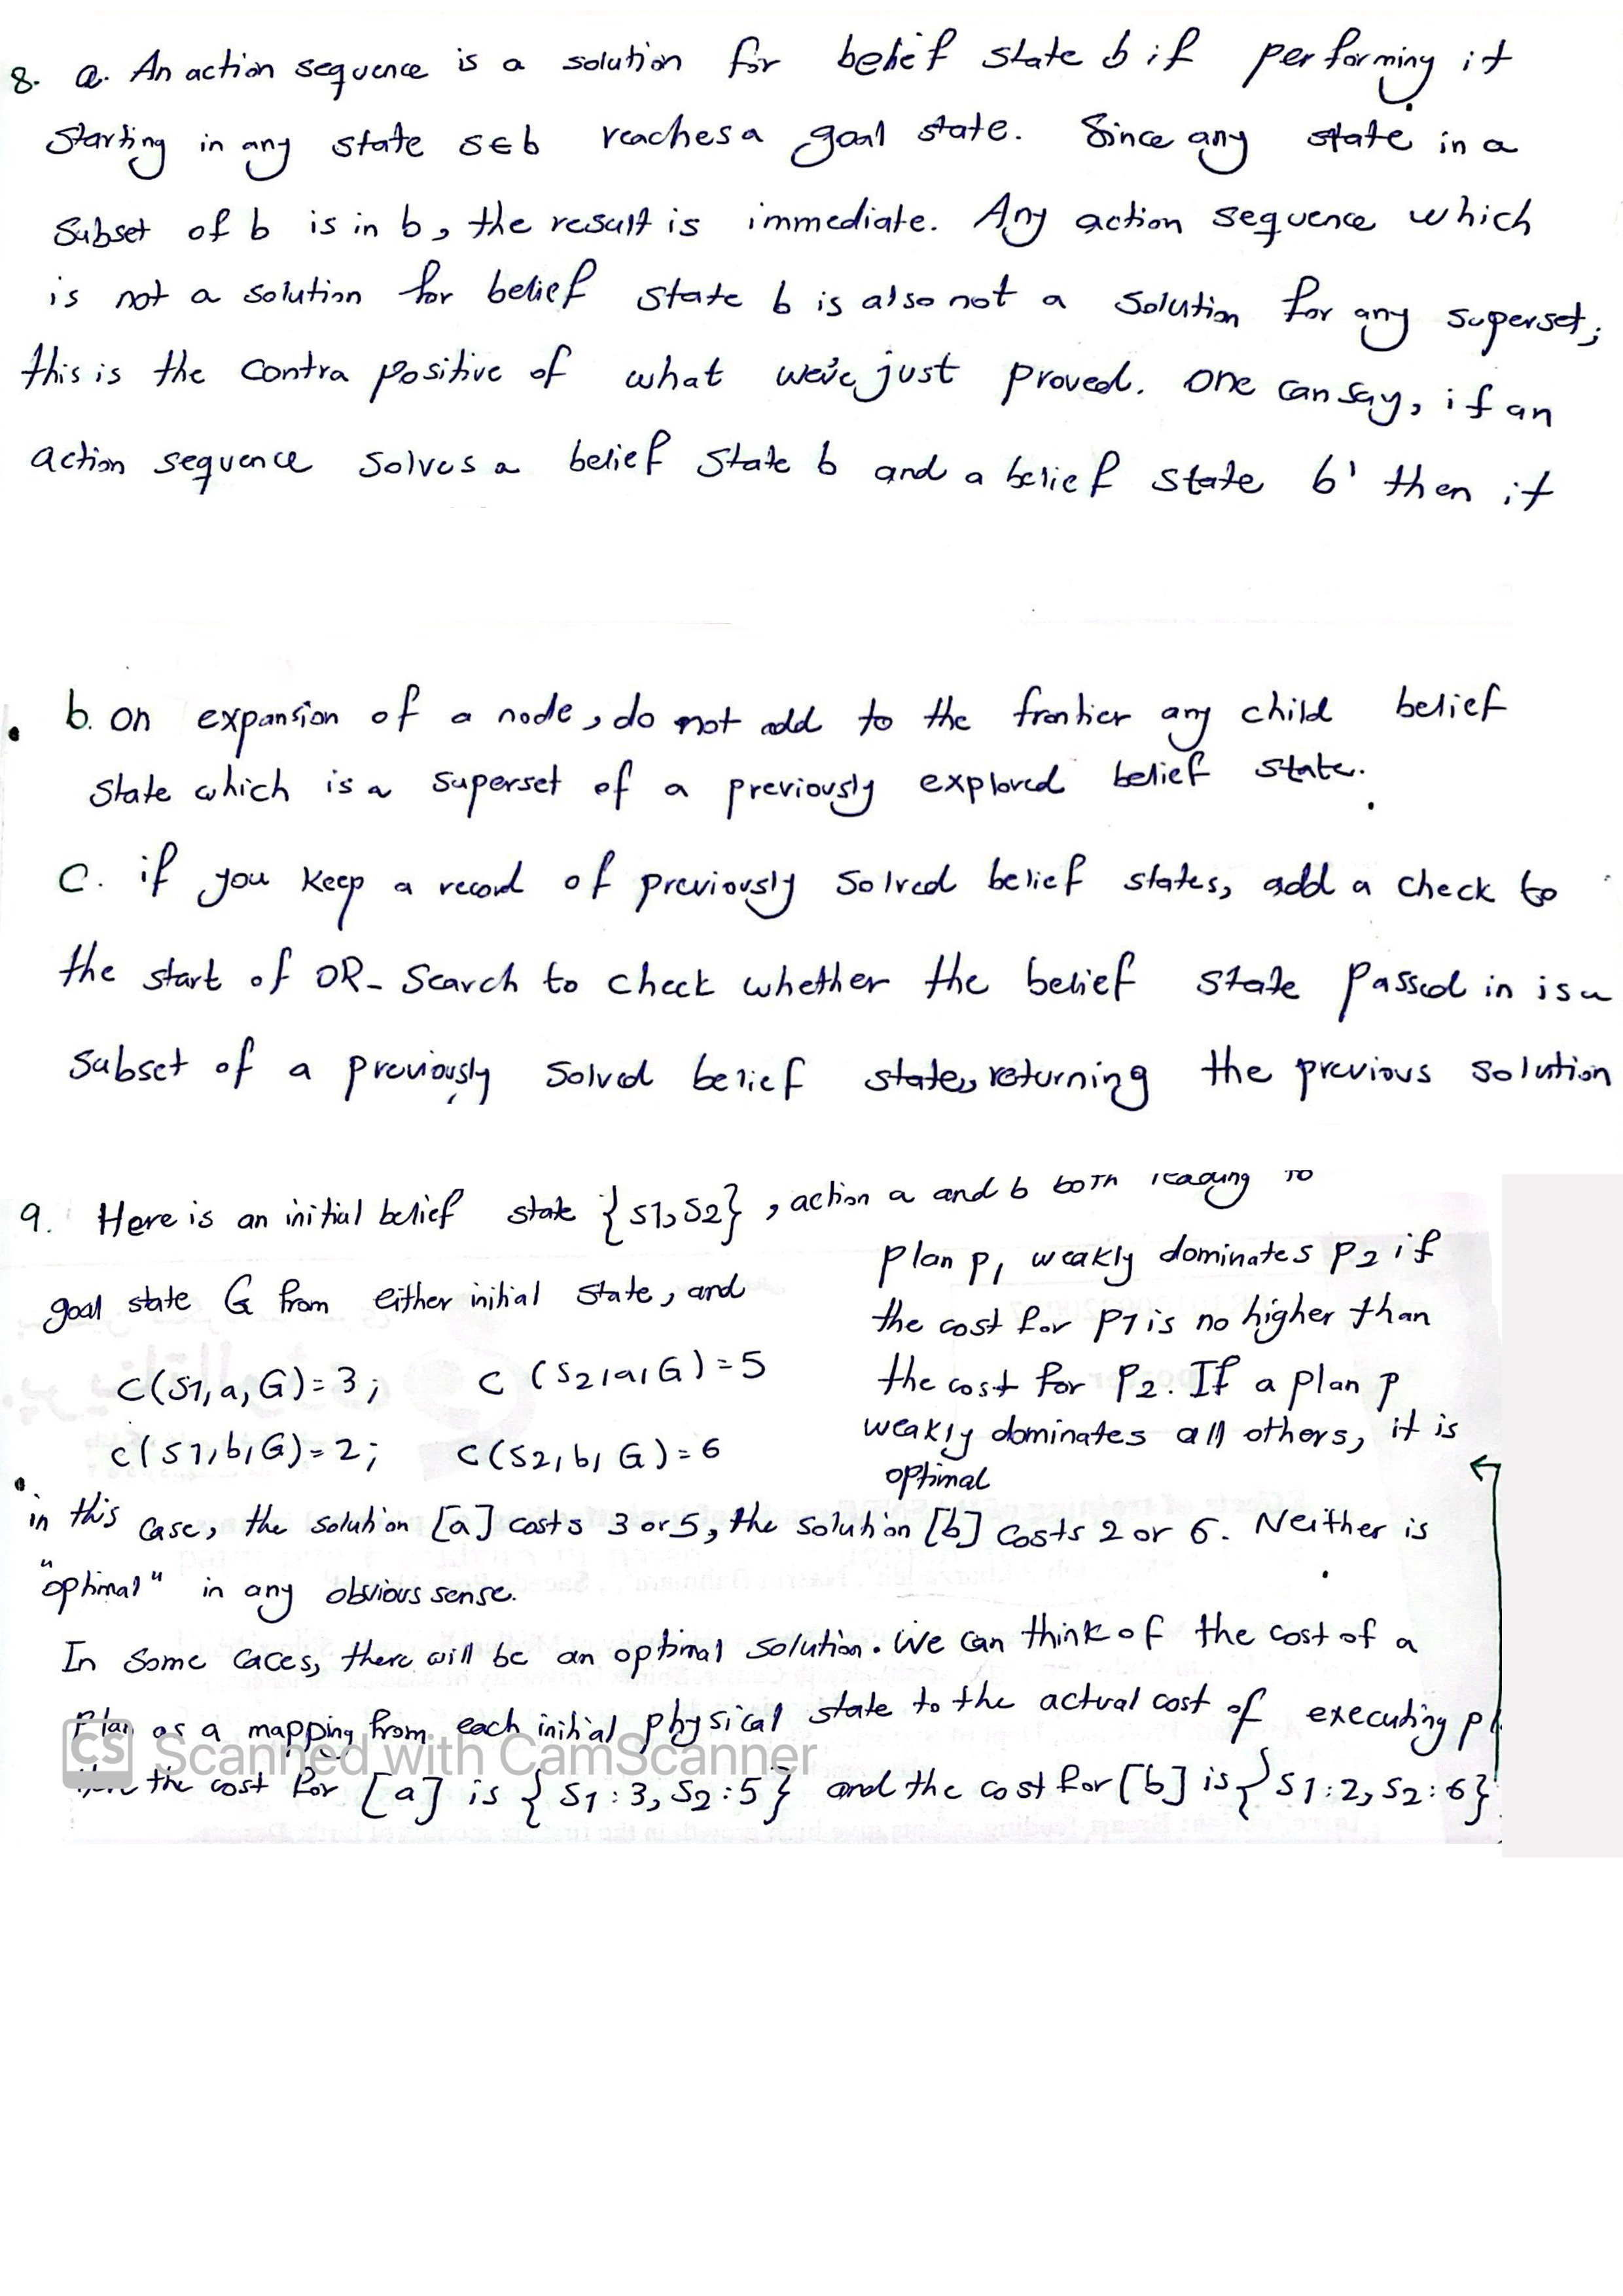 8. a. An action sequence is a solution for belief state b if performing it
starting in any state s∈b reaches a goal state. Since any state in a
subset of b is in b, the result is immediate. Any action sequence which
is not a solution for belief state b is also not a solution for any superset;
this is the contra positive of what we've just proved. One can say, if an
action sequence solves a belief state b and a belief state b' then it
b. on expansion of a node, do not add to the frontier any child belief
state which is a superset of a previously explored belief state.
c. if you keep a record of previously solved belief states, add a check to
the start of OR-Search to check whether the belief state passed in is a
subset of a previously solved belief state, returning the previous solution
9. Here is an initial belief state {s1,s2}, action a and b both leading to
goal state G from either initial state, and
c(s1,a,G)=3; c(s2,a,G)=5
c(s1,b,G)=2; c(s2,b,G)=6
plan p1 weakly dominates p2 if
the cost for p1 is no higher than
the cost for p2. If a plan p
weakly dominates all others, it is
optimal
in this case, the solution [a] costs 3 or 5, the solution [b] costs 2 or 6. Neither is
"optimal" in any obvious sense.
In some caces, there will be an optimal solution. We can think of the cost of a
plan as a mapping from each initial physical state to the actual cost of executing
the cost for [a] is {s1:3, s2:5} and the cost for [b] is {s1:2, s2:6}
CS Scanned with CamScanner